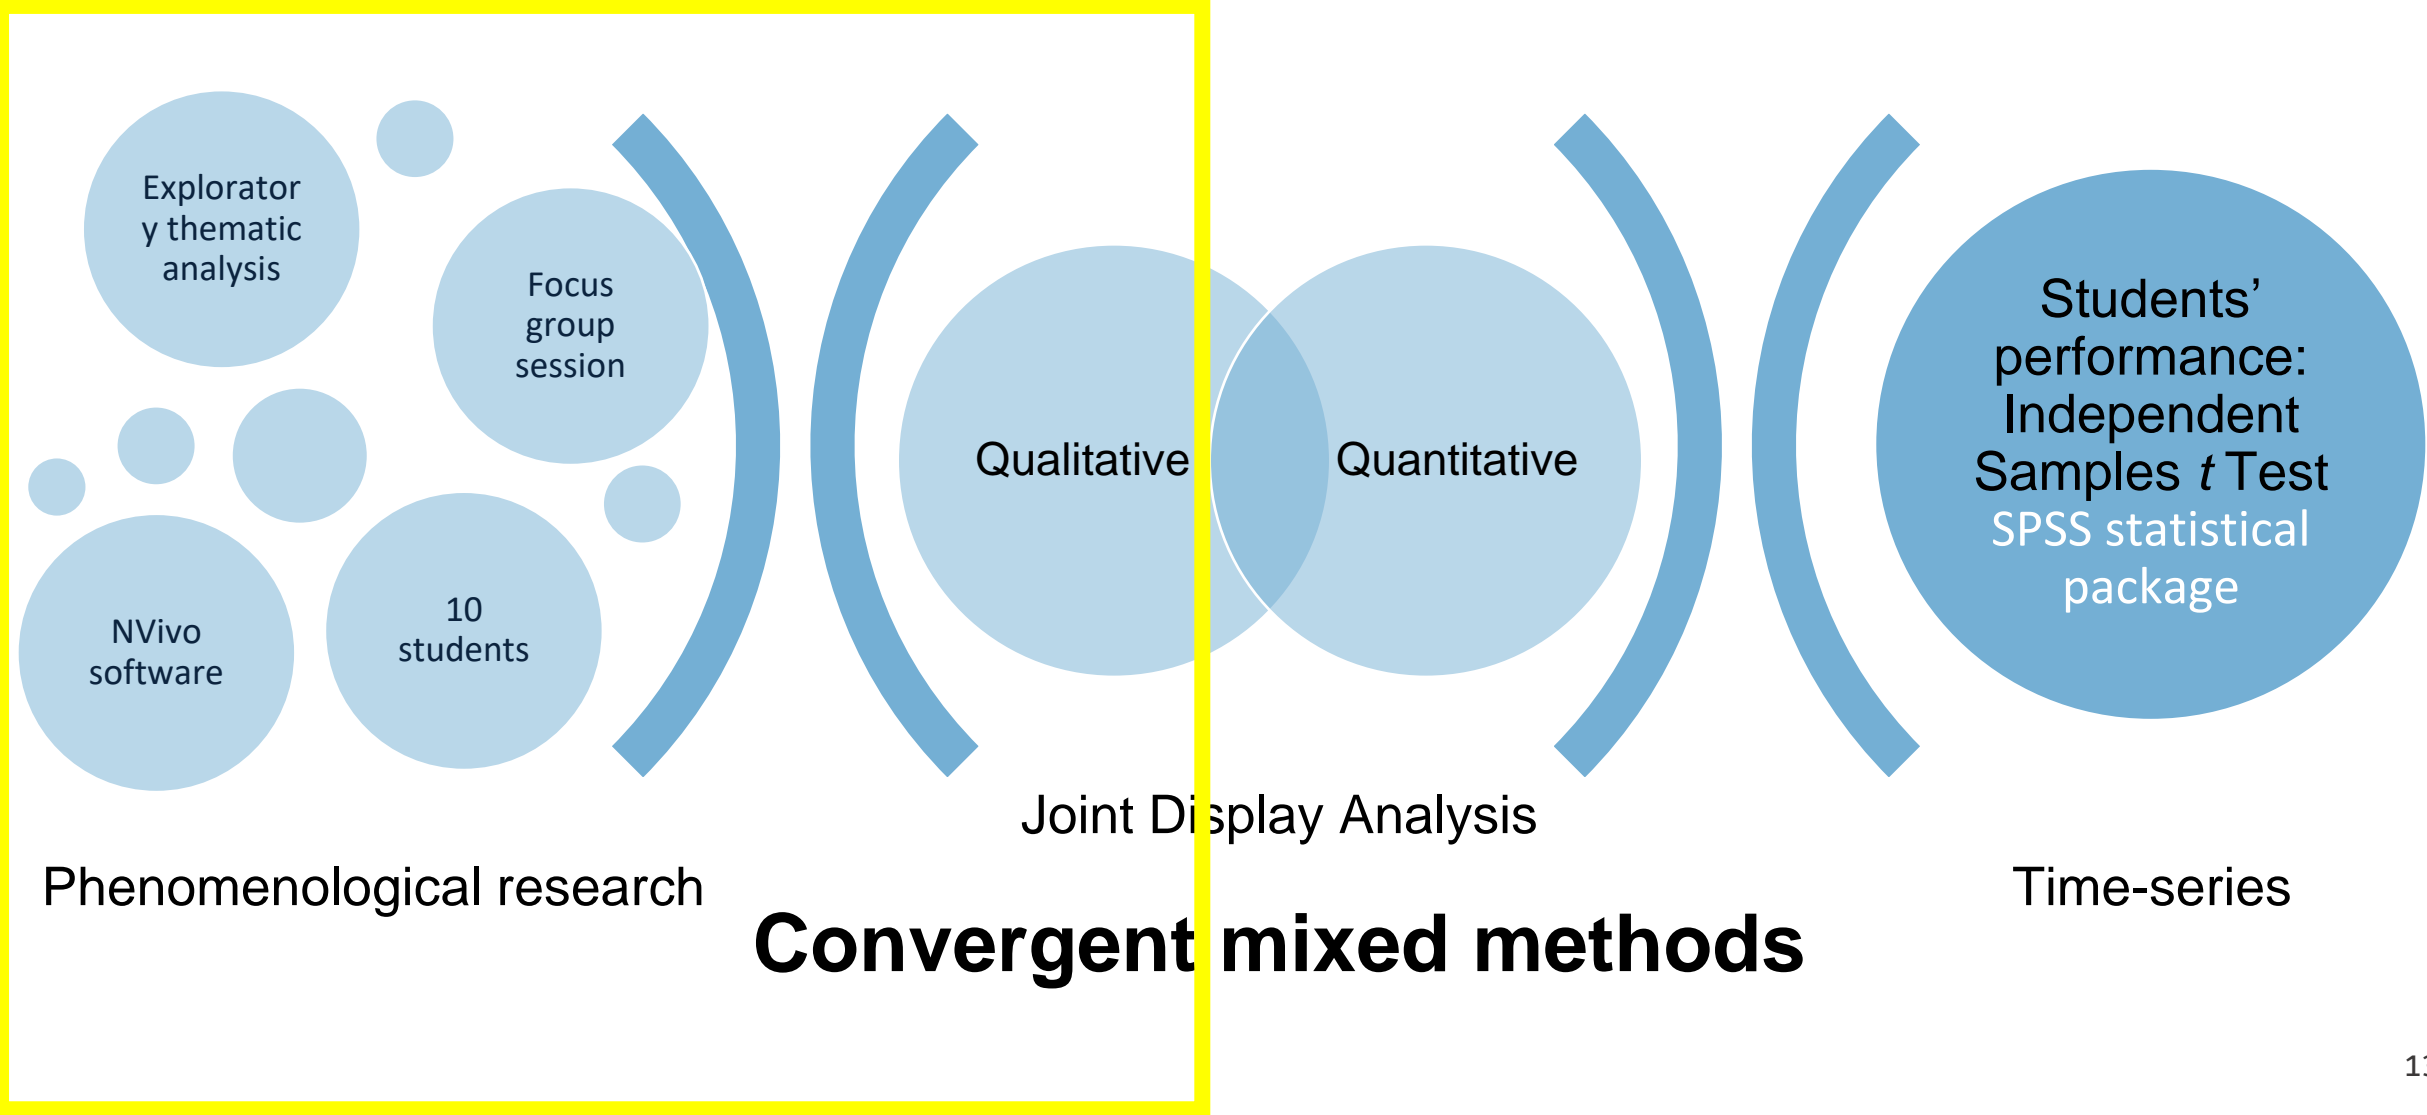 Explorator
y thematic
analysis
Focus
group
session
NVivo
software
10
students
Phenomenological research
Qualitative
Quantitative
Joint Display Analysis
Convergent mixed methods
Students’
performance:
Independent
Samples t Test
SPSS statistical
package
Time-series